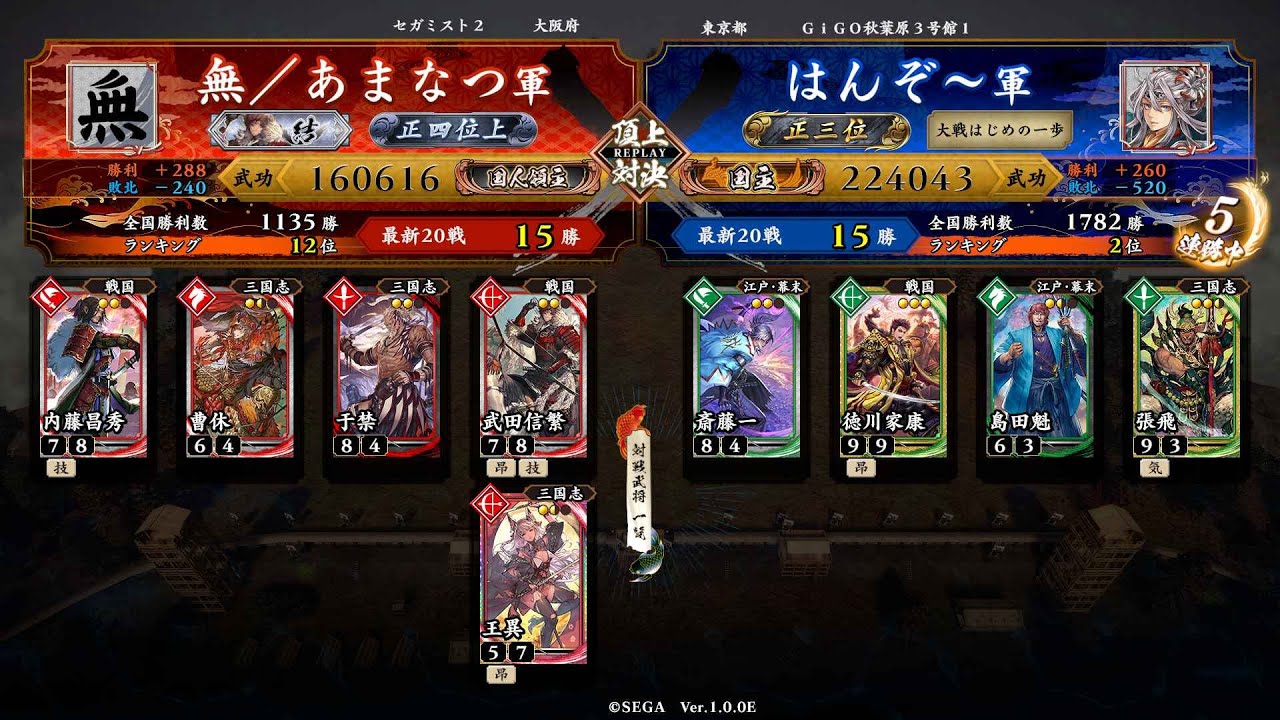 セガミスト2 大阪府
東京都 GiGO秋葉原3号館1
無
無／あまなつ軍
結
正四位上
はんぞ～軍
正三位
大戦はじめの一歩
頂上
REPLAY
対決
勝利 +288
敗北 -240
武功 160616 国人領主
国主 224043 武功
勝利 +260
敗北 -520
全国勝利数 1135勝
ランキング 12位
最新20戦 15勝
最新20戦 15勝
全国勝利数 1782勝
ランキング 2位
5
連勝中
戦国
内藤昌秀
7 8
技
三国志
曹休
6 4
三国志
于禁
8 4
戦国
武田信繁
7 8
昂 技
江戸・幕末
斎藤一
8 4
戦国
徳川家康
9 9
昂
江戸・幕末
島田魁
6 3
三国志
張飛
9 3
気
対戦武将一覧
三国志
王異
5 7
昂
©SEGA Ver.1.0.0E